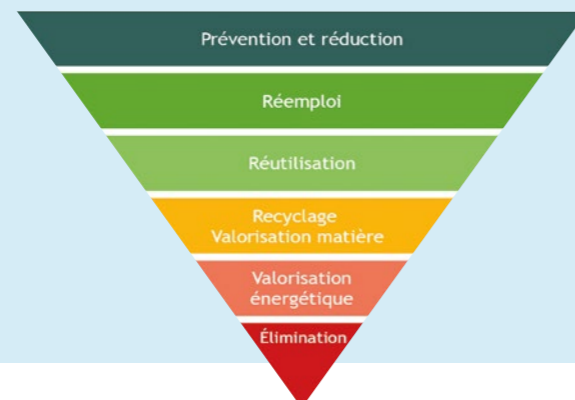 Prévention et réduction
Réemploi
Réutilisation
Recyclage
Valorisation matière
Valorisation
énergétique
Élimination